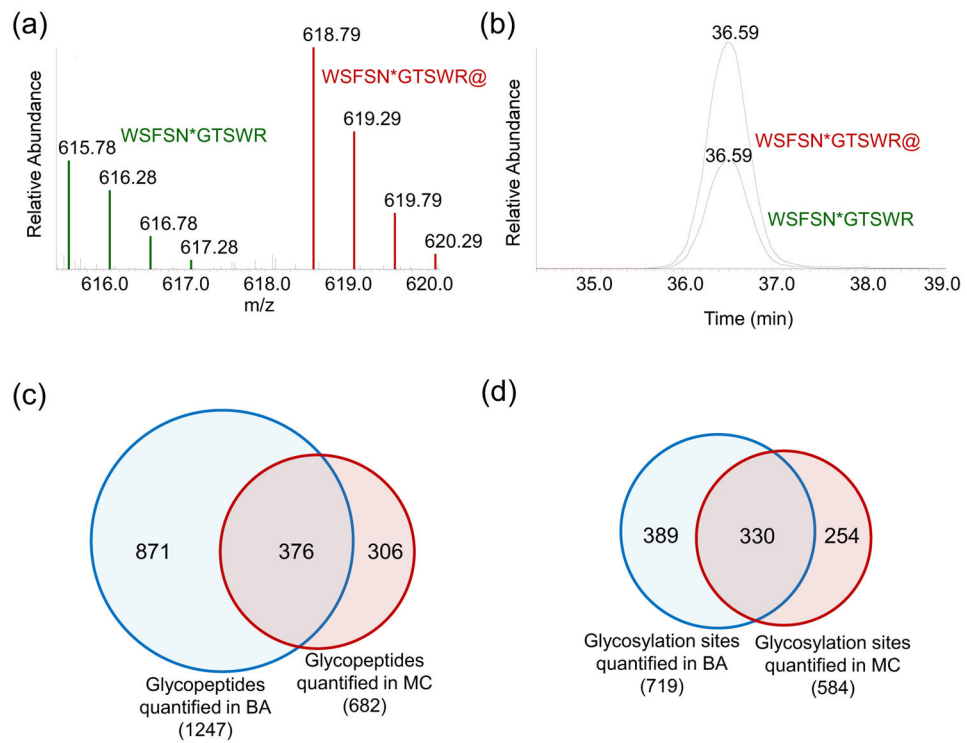 (a)
618.79
WSFSN*GTSWR@
WSFSN*GTSWR
615.78
619.29
616.28
619.79
616.78
617.28
620.29
Relative Abundance
616.0
617.0
618.0
619.0
620.0
m/z
(b)
36.59
WSFSN*GTSWR@
36.59
WSFSN*GTSWR
Relative Abundance
35.0
36.0
37.0
38.0
39.0
Time (min)
(c)
871
376
306
Glycopeptides
quantified in BA
(1247)
Glycopeptides
quantified in MC
(682)
(d)
389
330
254
Glycosylation sites
quantified in BA
(719)
Glycosylation sites
quantified in MC
(584)